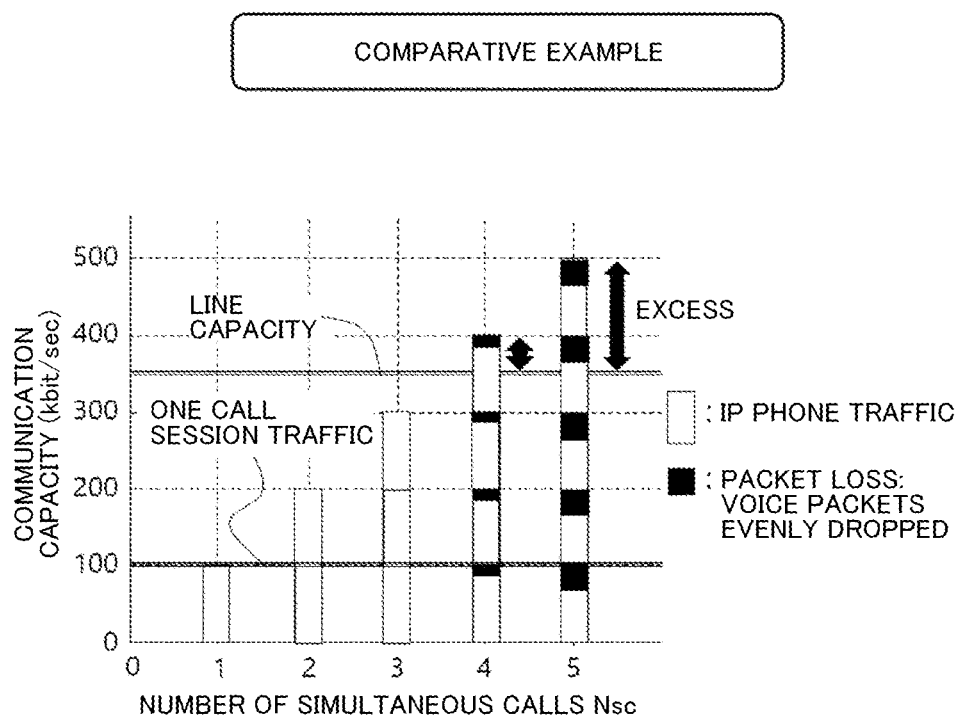 COMPARATIVE EXAMPLE
COMMUNICATION
CAPACITY (kbit/sec)
500
400
300
200
100
0
LINE
CAPACITY
ONE CALL
SESSION TRAFFIC
EXCESS
: IP PHONE TRAFFIC
: PACKET LOSS:
VOICE PACKETS
EVENLY DROPPED
0 1 2 3 4 5
NUMBER OF SIMULTANEOUS CALLS Nsc